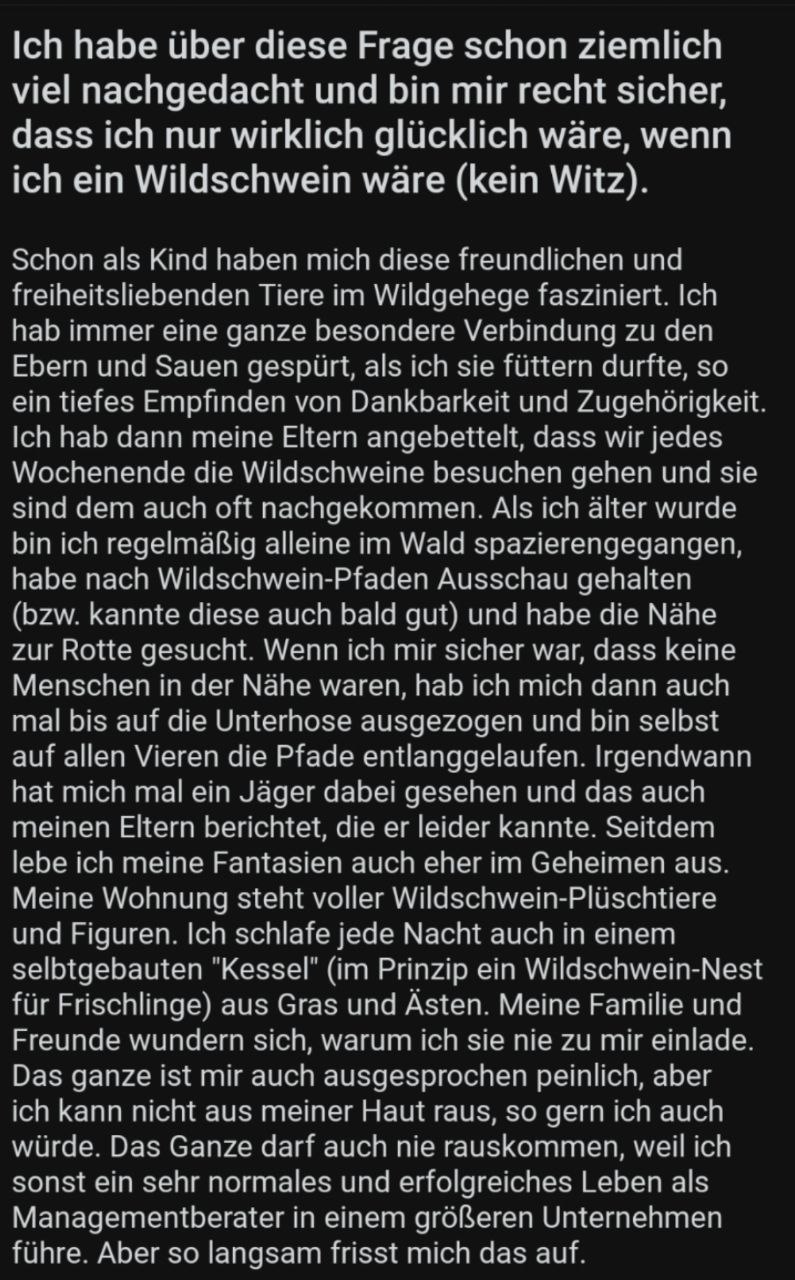 Ich habe über diese Frage schon ziemlich
viel nachgedacht und bin mir recht sicher,
dass ich nur wirklich glücklich wäre, wenn
ich ein Wildschwein wäre (kein Witz).
Schon als Kind haben mich diese freundlichen und
freiheitsliebenden Tiere im Wildgehege fasziniert. Ich
hab immer eine ganze besondere Verbindung zu den
Ebern und Sauen gespürt, als ich sie füttern durfte, so
ein tiefes Empfinden von Dankbarkeit und Zugehörigkeit.
Ich hab dann meine Eltern angebettelt, dass wir jedes
Wochenende die Wildschweine besuchen gehen und sie
sind dem auch oft nachgekommen. Als ich älter wurde
bin ich regelmäßig alleine im Wald spazierengegangen,
habe nach Wildschwein-Pfaden Ausschau gehalten
(bzw. kannte diese auch bald gut) und habe die Nähe
zur Rotte gesucht. Wenn ich mir sicher war, dass keine
Menschen in der Nähe waren, hab ich mich dann auch
mal bis auf die Unterhose ausgezogen und bin selbst
auf allen Vieren die Pfade entlanggelaufen. Irgendwann
hat mich mal ein Jäger dabei gesehen und das auch
meinen Eltern berichtet, die er leider kannte. Seitdem
lebe ich meine Fantasien auch eher im Geheimen aus.
Meine Wohnung steht voller Wildschwein-Plüschtiere
und Figuren. Ich schlafe jede Nacht auch in einem
selbtgebauten "Kessel" (im Prinzip ein Wildschwein-Nest
für Frischlinge) aus Gras und Ästen. Meine Familie und
Freunde wundern sich, warum ich sie nie zu mir einlade.
Das ganze ist mir auch ausgesprochen peinlich, aber
ich kann nicht aus meiner Haut raus, so gern ich auch
würde. Das Ganze darf auch nie rauskommen, weil ich
sonst ein sehr normales und erfolgreiches Leben als
Managementberater in einem größeren Unternehmen
führe. Aber so langsam frisst mich das auf.